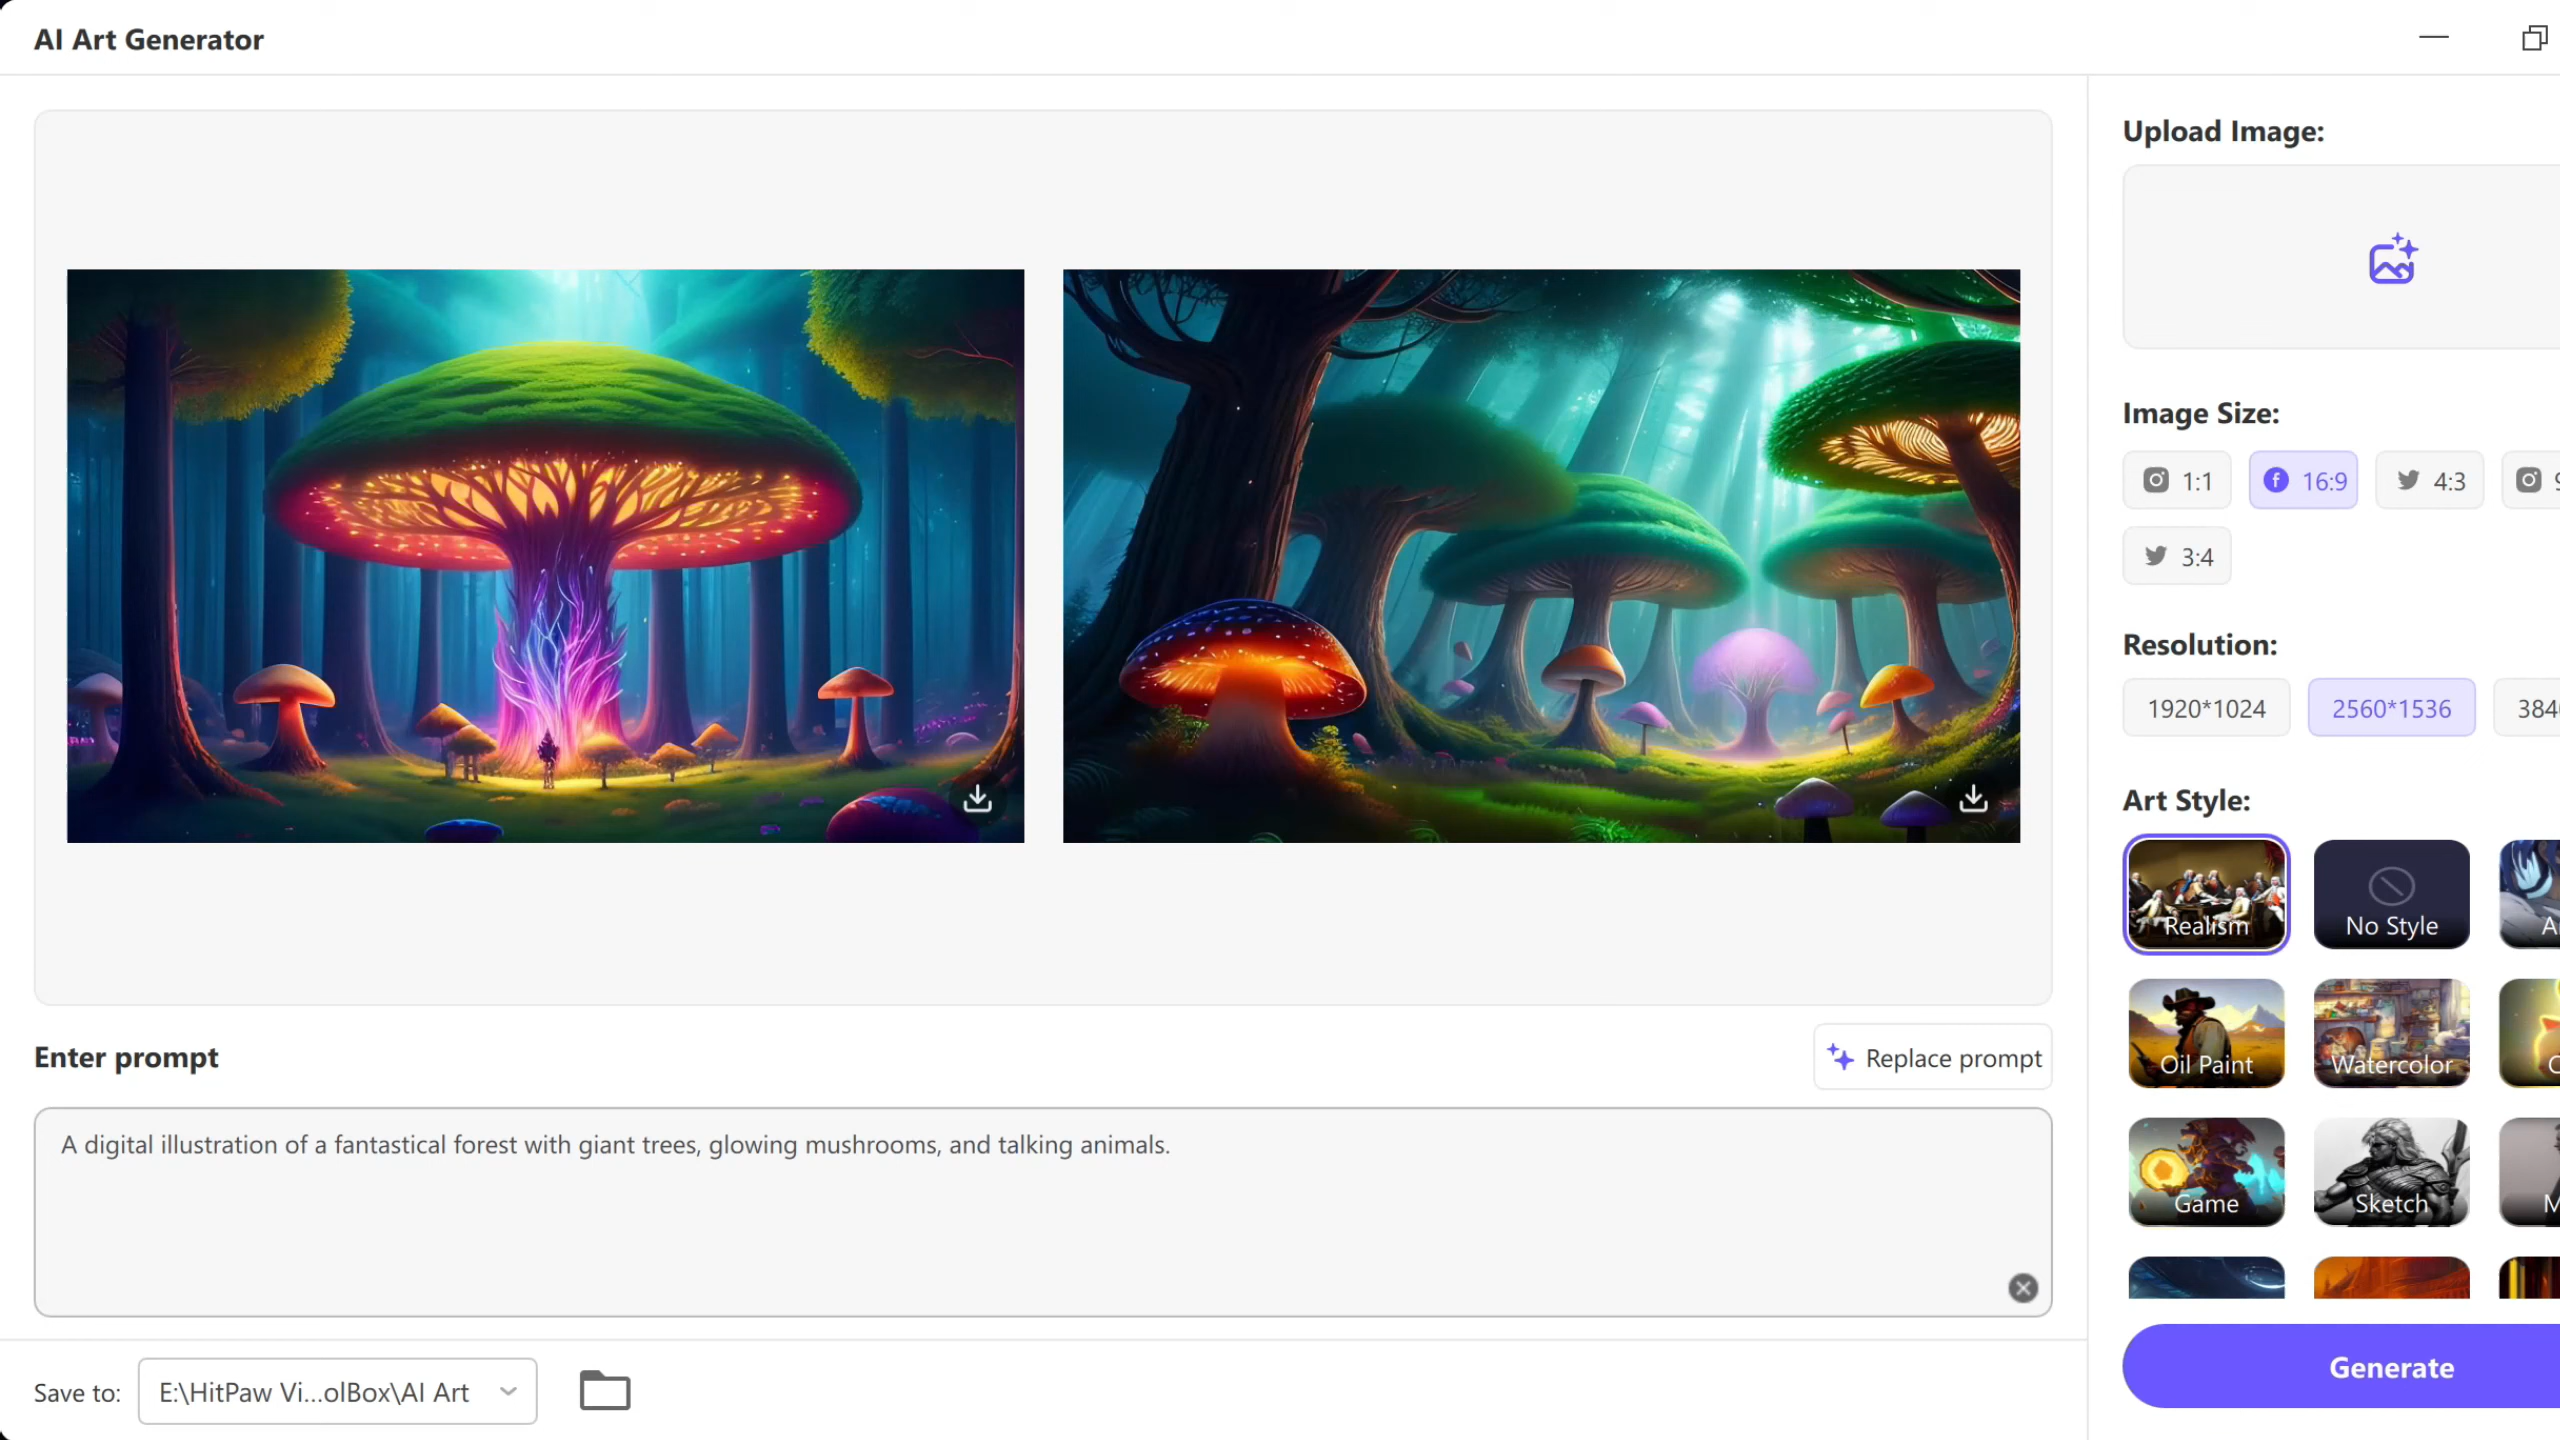 AI Art Generator
Upload Image:
Image Size:
1:1
16:9
4:3
3:4
Resolution:
1920*1024
2560*1536
Art Style:
Realism
No Style
Oil Paint
Watercolor
Game
Sketch
Enter prompt
Replace prompt
A digital illustration of a fantastical forest with giant trees, glowing mushrooms, and talking animals.
Save to:
E:\HitPaw Vi...olBox\AI Art
Generate